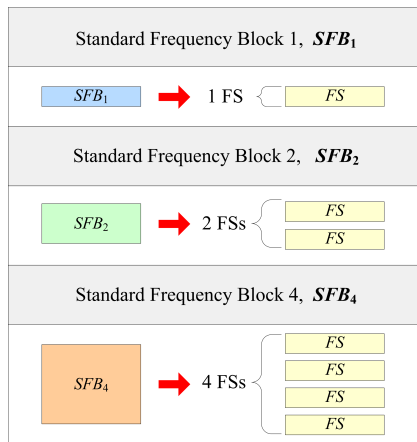 Standard Frequency Block 1, SFB₁
SFB₁ 1 FS FS
Standard Frequency Block 2, SFB₂
FS
SFB₂ 2 FSs
FS
Standard Frequency Block 4, SFB₄
FS
FS
SFB₄ 4 FSs
FS
FS